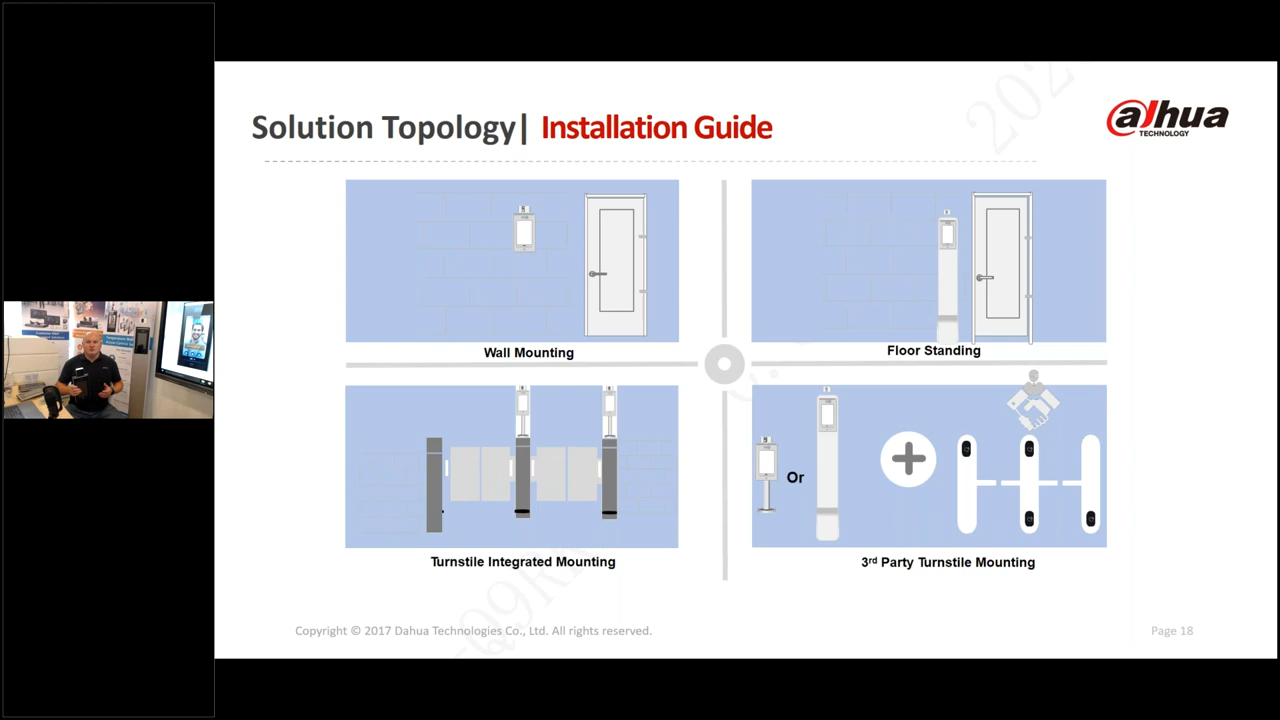 Solution Topology| Installation Guide
alhua
TECHNOLOGY
Wall Mounting
Floor Standing
Or
Turnstile Integrated Mounting
3rd Party Turnstile Mounting
Copyright © 2017 Dahua Technologies Co., Ltd. All rights reserved.
Page 18